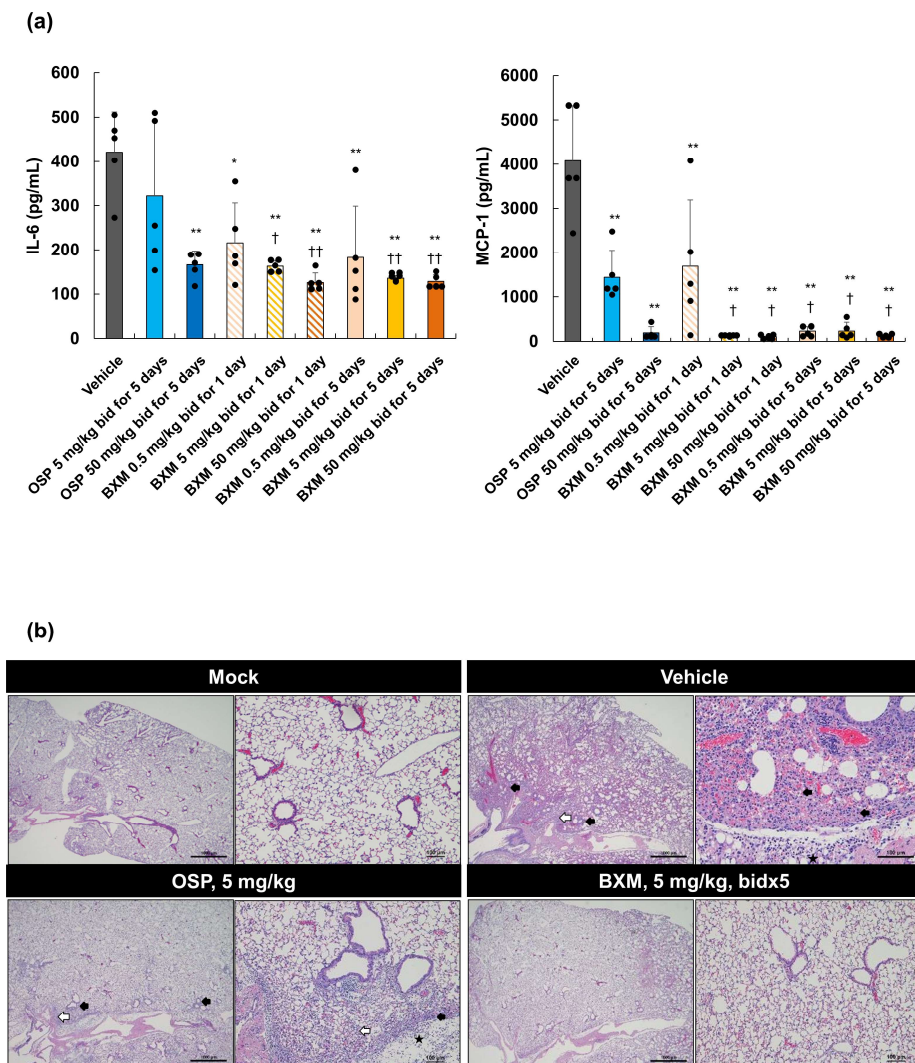 (a)
600
500
400
300
200
100
0
IL-6 (pg/mL)
*
**
**
†
**
††
**
**
††
**
††
Vehicle
OSP 5 mg/kg bid for 5 days
OSP 50 mg/kg bid for 5 days
BXM 0.5 mg/kg bid for 1 day
BXM 5 mg/kg bid for 1 day
BXM 50 mg/kg bid for 1 day
BXM 0.5 mg/kg bid for 5 days
BXM 5 mg/kg bid for 5 days
BXM 50 mg/kg bid for 5 days
6000
5000
4000
3000
2000
1000
0
MCP-1 (pg/mL)
**
**
**
**
†
**
†
**
†
**
†
**
†
Vehicle
OSP 5 mg/kg bid for 5 days
OSP 50 mg/kg bid for 5 days
BXM 0.5 mg/kg bid for 1 day
BXM 5 mg/kg bid for 1 day
BXM 50 mg/kg bid for 1 day
BXM 0.5 mg/kg bid for 5 days
BXM 5 mg/kg bid for 5 days
BXM 50 mg/kg bid for 5 days
(b)
Mock
Vehicle
100 µm
100 µm
OSP, 5 mg/kg
BXM, 5 mg/kg, bidx5
100 µm
100 µm